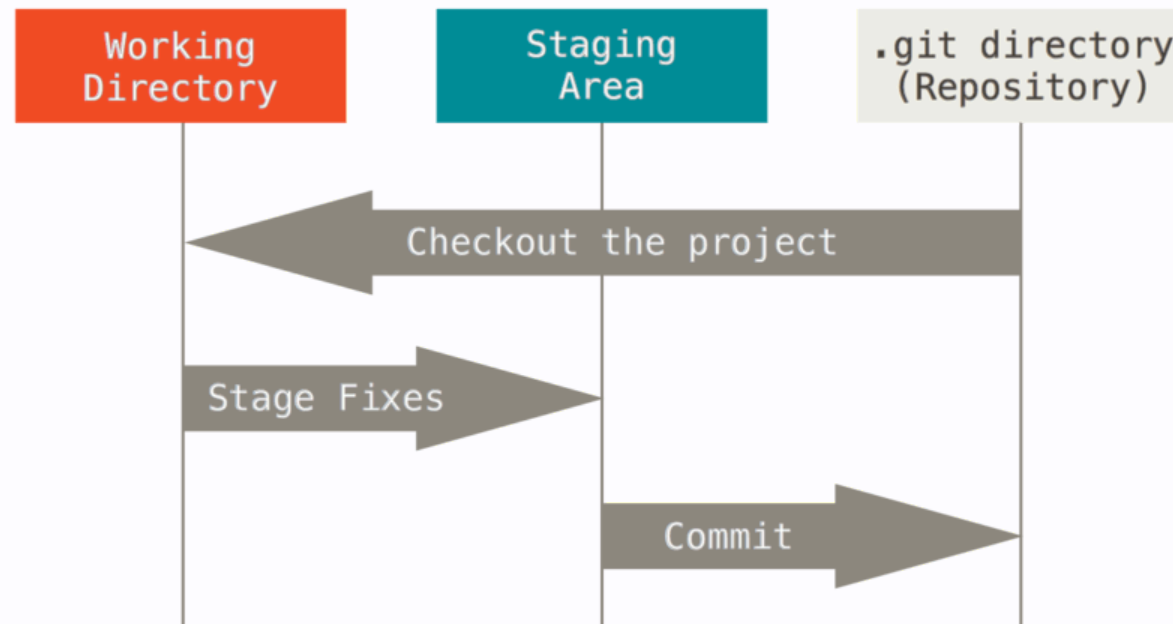 Working
Directory
Staging
Area
.git directory
(Repository)
Checkout the project
Stage Fixes
Commit